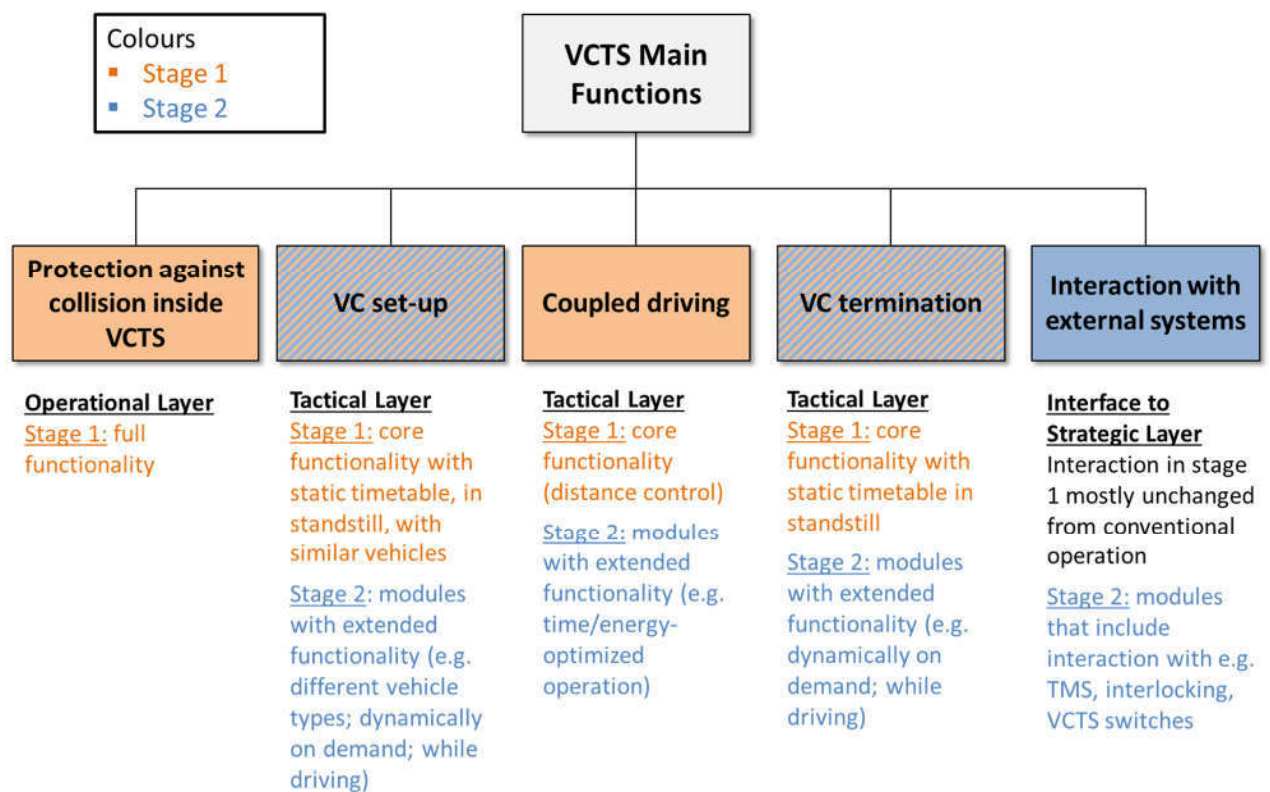 Colours
▪ Stage 1
▪ Stage 2
VCTS Main
Functions
Protection against
collision inside
VCTS
VC set-up
Coupled driving
VC termination
Interaction with
external systems
Operational Layer
Stage 1: full
functionality
Tactical Layer
Stage 1: core
functionality with
static timetable, in
standstill, with
similar vehicles
Stage 2: modules
with extended
functionality (e.g.
different vehicle
types; dynamically
on demand; while
driving)
Tactical Layer
Stage 1: core
functionality
(distance control)
Stage 2: modules
with extended
functionality (e.g.
time/energy-
optimized
operation)
Tactical Layer
Stage 1: core
functionality with
static timetable in
standstill
Stage 2: modules
with extended
functionality (e.g.
dynamically on
demand; while
driving)
Interface to
Strategic Layer
Interaction in stage
1 mostly unchanged
from conventional
operation
Stage 2: modules
that include
interaction with e.g.
TMS, interlocking,
VCTS switches